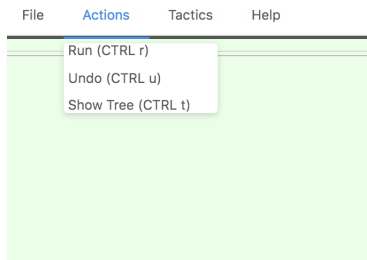 File Actions Tactics Help
Run (CTRL r)
Undo (CTRL u)
Show Tree (CTRL t)